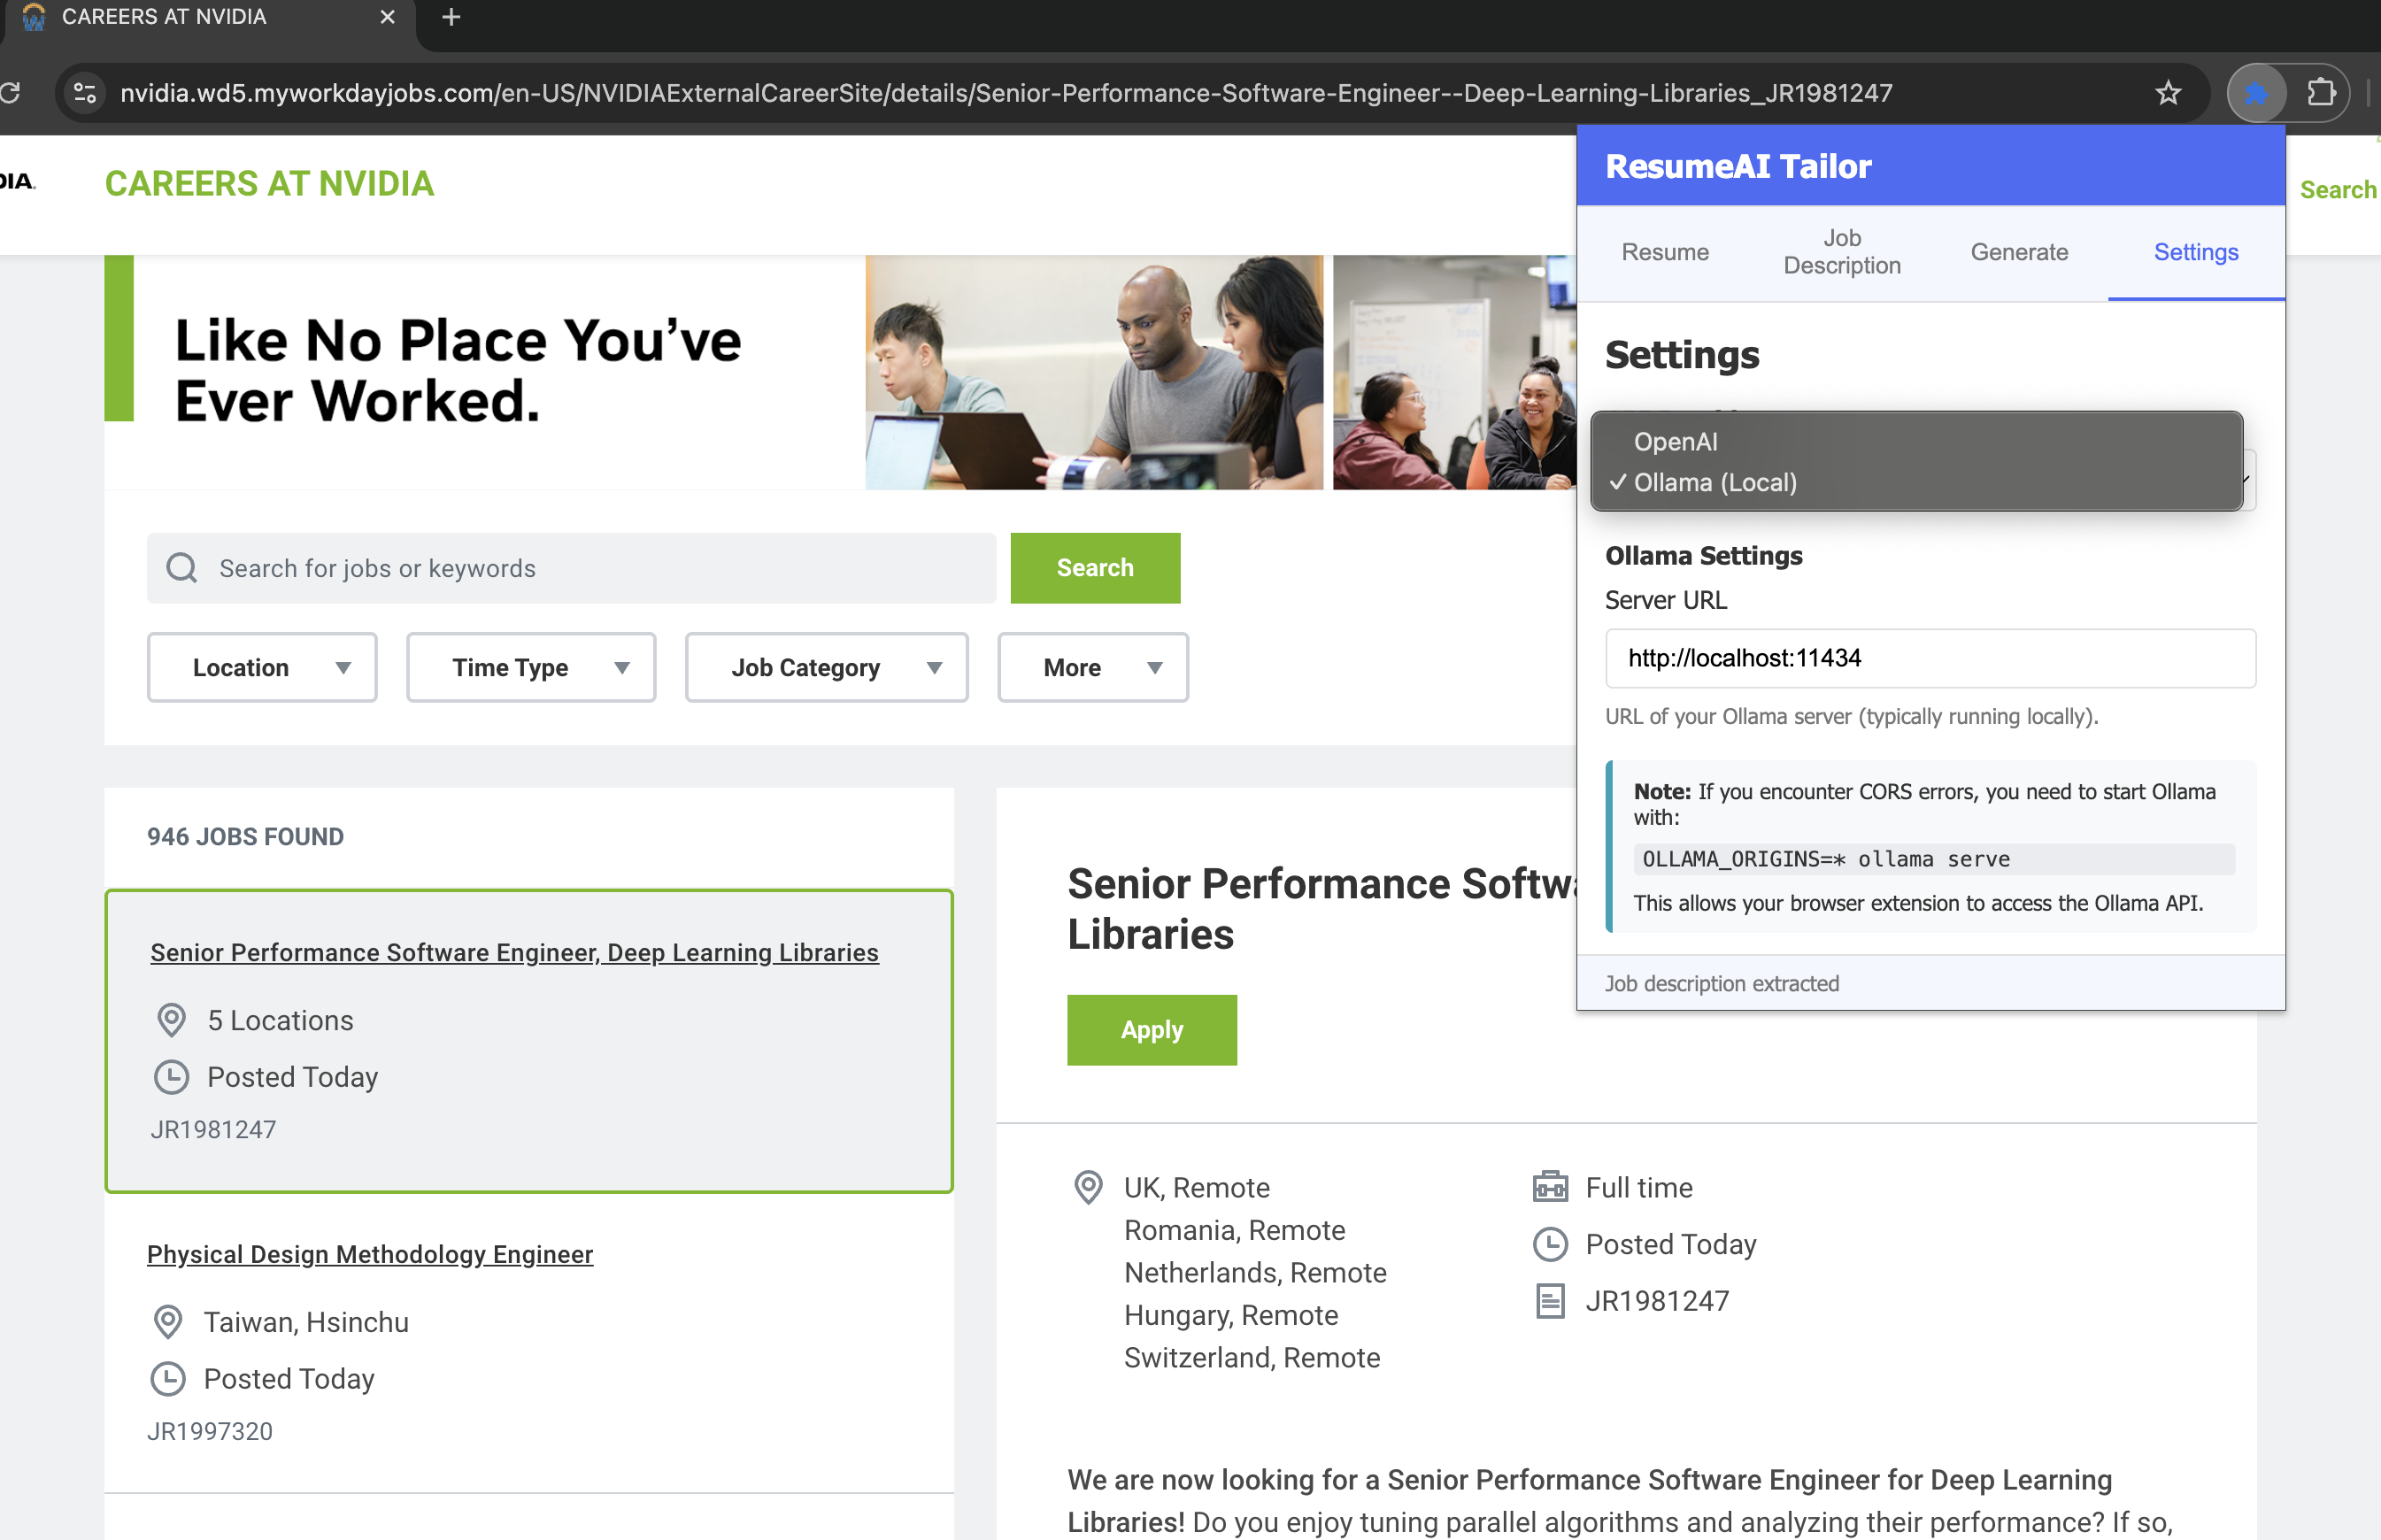 CAREERS AT NVIDIA
nvidia.wd5.myworkdayjobs.com/en-US/NVIDIAExternalCareerSite/details/Senior-Performance-Software-Engineer--Deep-Learning-Libraries_JR1981247
DIA.
CAREERS AT NVIDIA
Search
Like No Place You’ve
Ever Worked.
Search for jobs or keywords
Search
Location
Time Type
Job Category
More
946 JOBS FOUND
Senior Performance Software Engineer, Deep Learning Libraries
5 Locations
Posted Today
JR1981247
Physical Design Methodology Engineer
Taiwan, Hsinchu
Posted Today
JR1997320
Senior Performance
Libraries
Apply
UK, Remote
Romania, Remote
Netherlands, Remote
Hungary, Remote
Switzerland, Remote
Full time
Posted Today
JR1981247
We are now looking for a Senior Performance Software Engineer for Deep Learning
Libraries! Do you enjoy tuning parallel algorithms and analyzing their performance? If so,
ResumeAI Tailor
Resume
Job
Description
Generate
Settings
Settings
OpenAI
✓ Ollama (Local)
Ollama Settings
Server URL
http://localhost:11434
URL of your Ollama server (typically running locally).
Note: If you encounter CORS errors, you need to start Ollama
with:
OLLAMA_ORIGINS=* ollama serve
This allows your browser extension to access the Ollama API.
Job description extracted